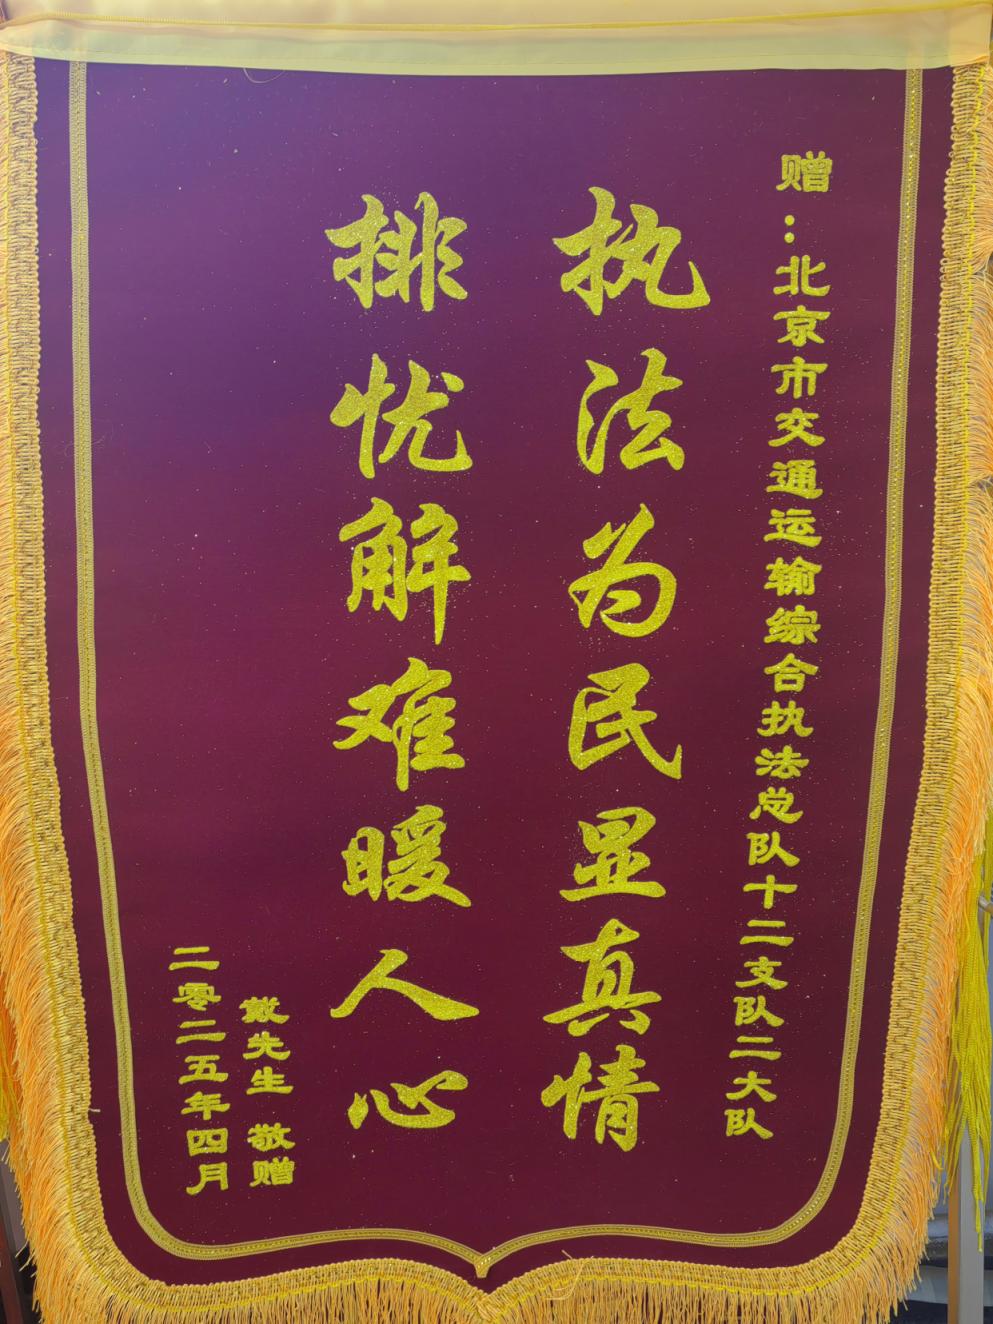 赠：北京市交通运输综合执法总队十二支队二大队
执法为民显真情
排忧解难暖人心
戴先生 敬赠
二零二五年四月